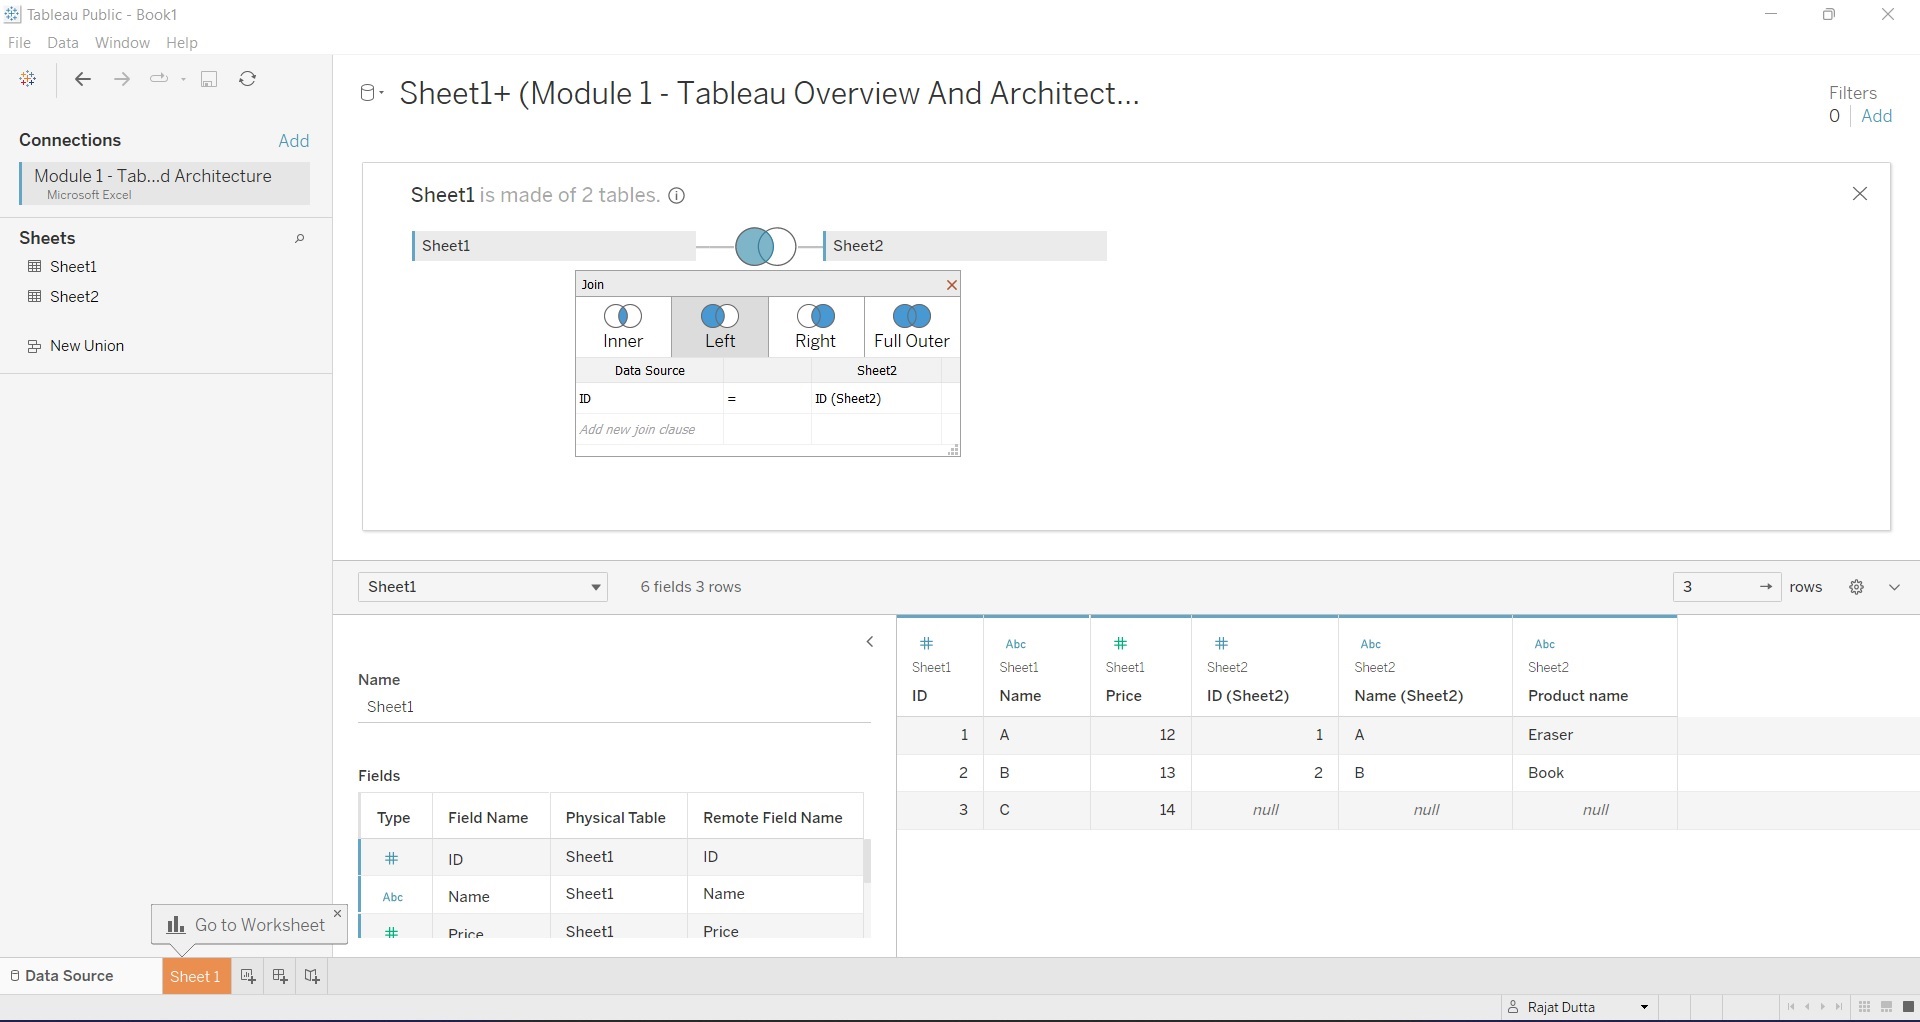 Tableau Public - Book1
File Data Window Help
Connections Add
Module 1 - Tab...d Architecture
Microsoft Excel
Sheets
Sheet1
Sheet2
New Union
Sheet1+ (Module 1 - Tableau Overview And Architect...
Filters
0 Add
Sheet1 is made of 2 tables.
Sheet1 Sheet2
Join
Inner Left Right Full Outer
Data Source Sheet2
ID = ID (Sheet2)
Add new join clause
Sheet1 6 fields 3 rows 3 → rows
Name
Sheet1
Fields
Type Field Name Physical Table Remote Field Name
# ID Sheet1 ID
Abc Name Sheet1 Name
# Price Sheet1 Price
# Abc # # Abc Abc
Sheet1 Sheet1 Sheet1 Sheet2 Sheet2 Sheet2
ID Name Price ID (Sheet2) Name (Sheet2) Product name
1 A 12 1 A Eraser
2 B 13 2 B Book
3 C 14 null null null
Go to Worksheet
Data Source Sheet 1
Rajat Dutta